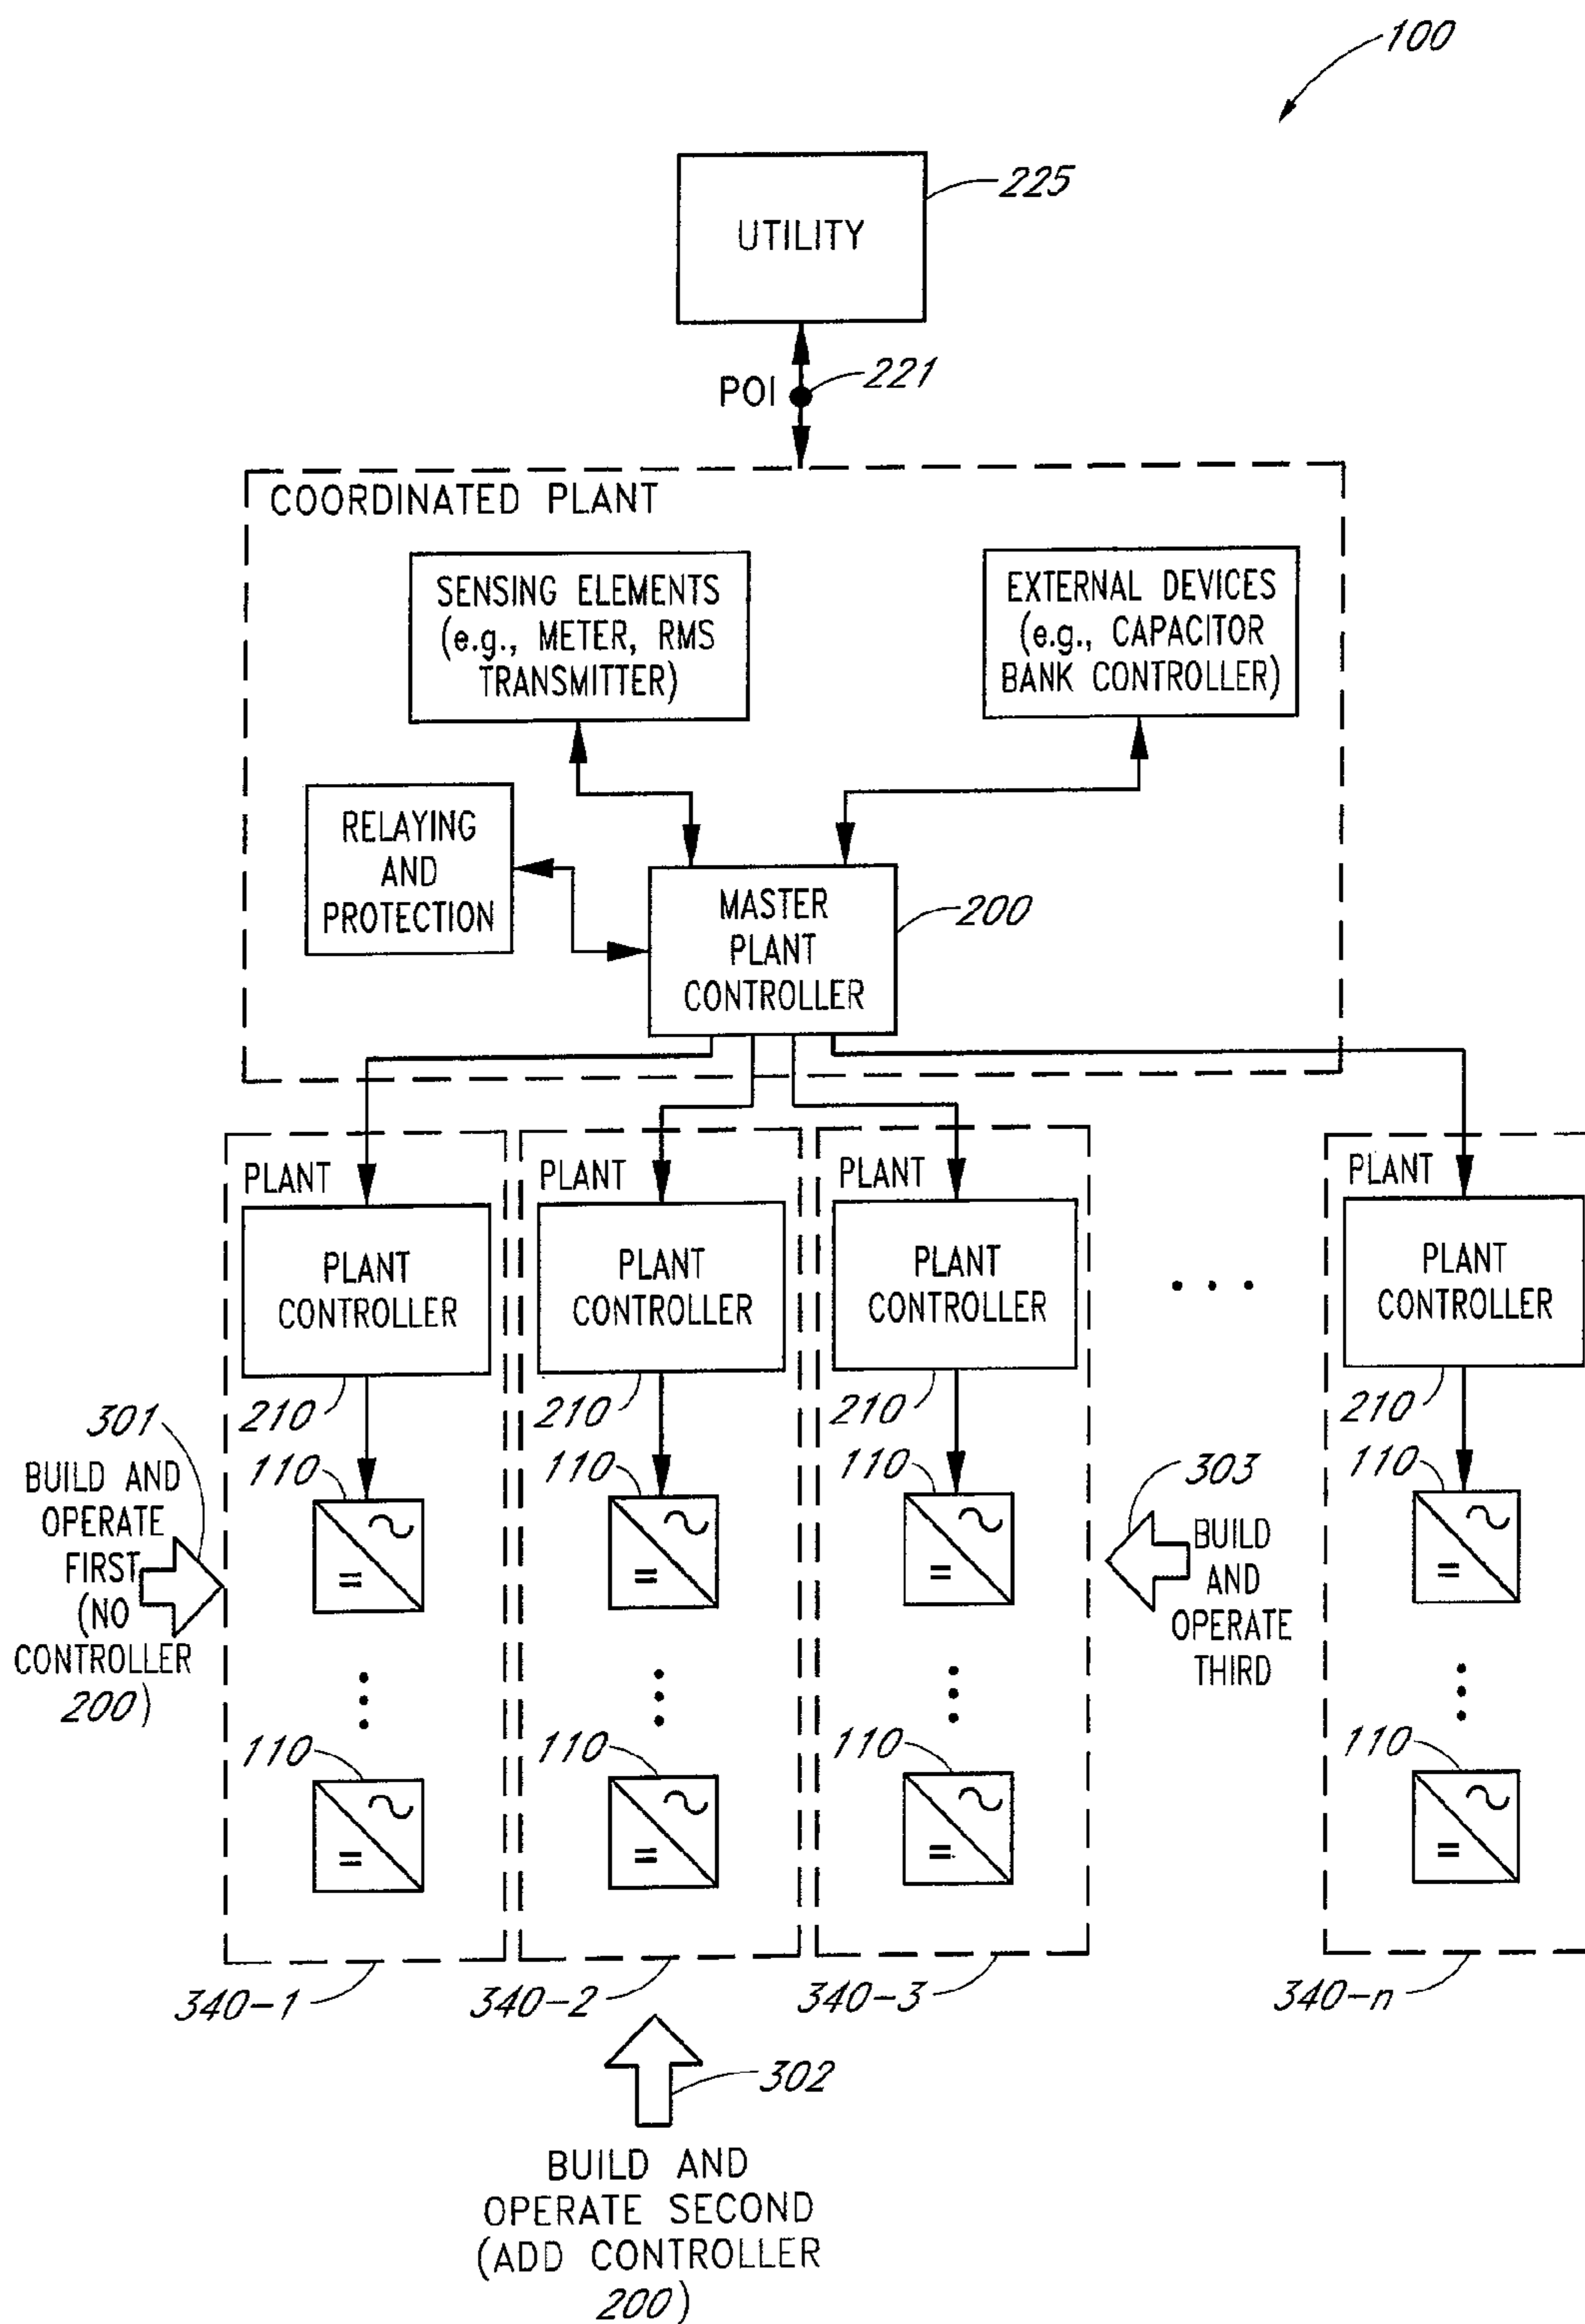 100
UTILITY
225
POI
221
COORDINATED PLANT
SENSING ELEMENTS
(e.g., METER, RMS
TRANSMITTER)
EXTERNAL DEVICES
(e.g., CAPACITOR
BANK CONTROLLER)
RELAYING
AND
PROTECTION
MASTER
PLANT
CONTROLLER
200
PLANT
PLANT
CONTROLLER
210
110
110
340-1
PLANT
PLANT
CONTROLLER
210
110
110
340-2
PLANT
PLANT
CONTROLLER
210
110
110
340-3
PLANT
PLANT
CONTROLLER
210
110
110
340-n
301
BUILD AND
OPERATE
FIRST
(NO
CONTROLLER
200)
303
BUILD
AND
OPERATE
THIRD
302
BUILD AND
OPERATE SECOND
(ADD CONTROLLER
200)